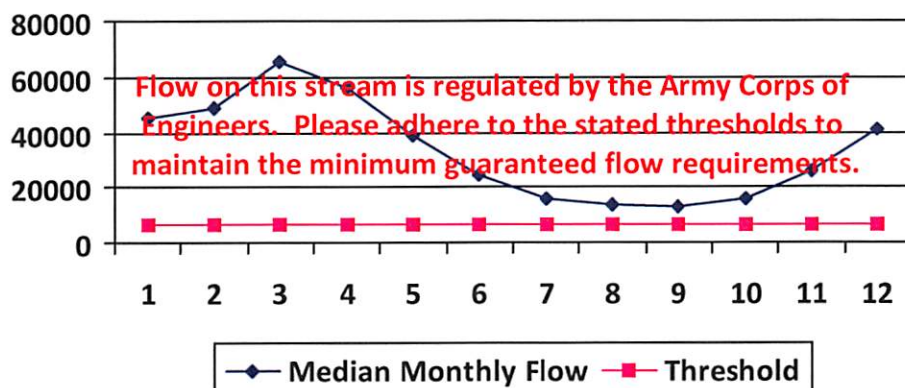 80000
60000
40000
20000
0
Flow on this stream is regulated by the Army Corps of
Engineers. Please adhere to the stated thresholds to
maintain the minimum guaranteed flow requirements.
1 2 3 4 5 6 7 8 9 10 11 12
Median Monthly Flow Threshold